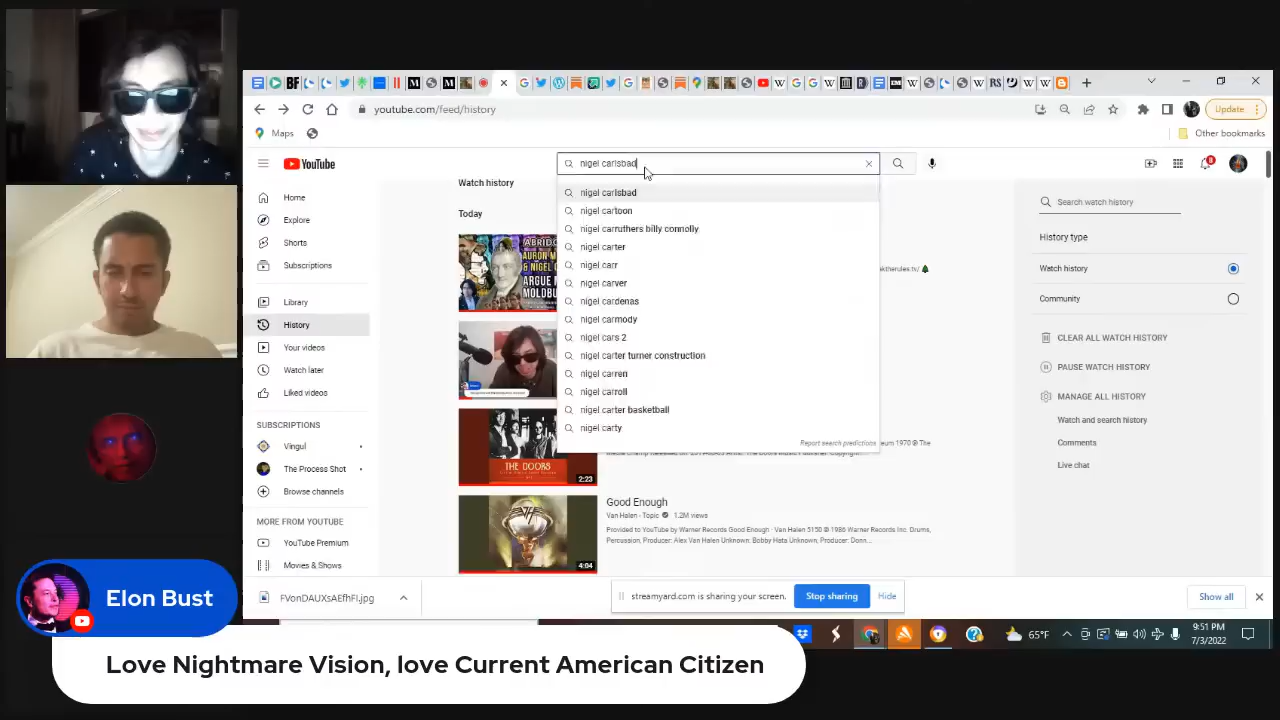 youtube.com/feed/history
Update
Maps
Other bookmarks
YouTube
nigel carlsbad
8
Home
Explore
Shorts
Subscriptions
Library
History
Your videos
Watch later
Liked videos
SUBSCRIPTIONS
Vingul
The Process Shot
Browse channels
MORE FROM YOUTUBE
YouTube Premium
Movies & Shows
Watch history
Today
nigel carlsbad
nigel cartoon
nigel carruthers billy connolly
nigel carter
nigel carr
nigel carver
nigel cardenas
nigel carmody
nigel cars 2
nigel carter turner construction
nigel carren
nigel carroll
nigel carter basketball
nigel carty
Report search predictions
ABRIDG
AURON M
& NIGEL C
ARGUE
MOLDBU
THE DOORS
2:23
4:04
Good Enough
Van Halen - Topic
1.2M views
Provided to YouTube by Warner Records Good Enough · Van Halen 5150 ℗ 1986 Warner Records Inc. Drums,
Percussion, Producer: Alex Van Halen Unknown: Bobby Hata Unknown, Producer: Donn...
Search watch history
History type
Watch history
Community
CLEAR ALL WATCH HISTORY
PAUSE WATCH HISTORY
MANAGE ALL HISTORY
Watch and search history
Comments
Live chat
FVonDAUXsAEfhFI.jpg
streamyard.com is sharing your screen.
Stop sharing
Hide
Show all
65°F
9:51 PM
7/3/2022
Elon Bust
Love Nightmare Vision, love Current American Citizen